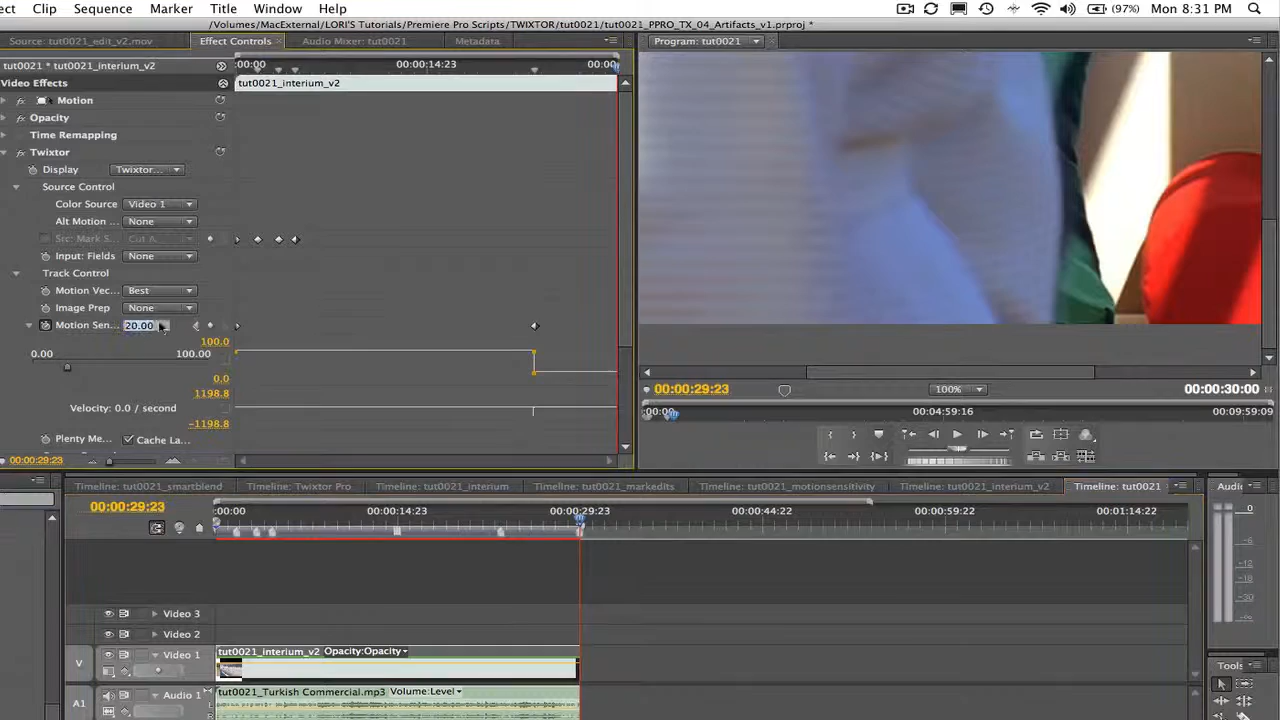 ect Clip Sequence Marker Title Window Help (97%) Mon 8:31 PM
/Volumes/MacExternal/LORI'S Tutorials/Premiere Pro Scripts/TWIXTOR/tut0021_PPRO_TX_04_Artifacts_v1.prproj *
Source: tut0021_edit_v2.mov Effect Controls Audio Mixer: tut0021 Metadata Program: tut0021
tut0021 * tut0021_interium_v2 :00:00 00:00:14:23 00:00
Video Effects tut0021_interium_v2
fx Motion
fx Opacity
Time Remapping
fx Twixtor
Display Twixtor...
Source Control
Color Source Video 1
Alt Motion ... None
Src: Mark S... Cut A
Input: Fields None
Track Control
Motion Vec... Best
Image Prep None
Motion Sen... 20.00
100.0
0.00 100.00
0.0
1198.8
Velocity: 0.0 / second
-1198.8
Plenty Me... Cache La...
00:00:29:23
00:00:29:23 100% 00:00:30:00
:00:00 00:04:59:16 00:09:59:09
Timeline: tut0021_smartblend Timeline: Twixtor Pro Timeline: tut0021_interium Timeline: tut0021_markedits Timeline: tut0021_motionsensitivity Timeline: tut0021_interium_v2 Timeline: tut0021 Audio
00:00:29:23 :00:00 00:00:14:23 00:00:29:23 00:00:44:22 00:00:59:22 00:01:14:22
0
-6
-12
-18
-30
Video 3
Video 2
V Video 1 tut0021_interium_v2 Opacity:Opacity
Tools
A1 Audio 1 tut0021_Turkish Commercial.mp3 Volume:Level